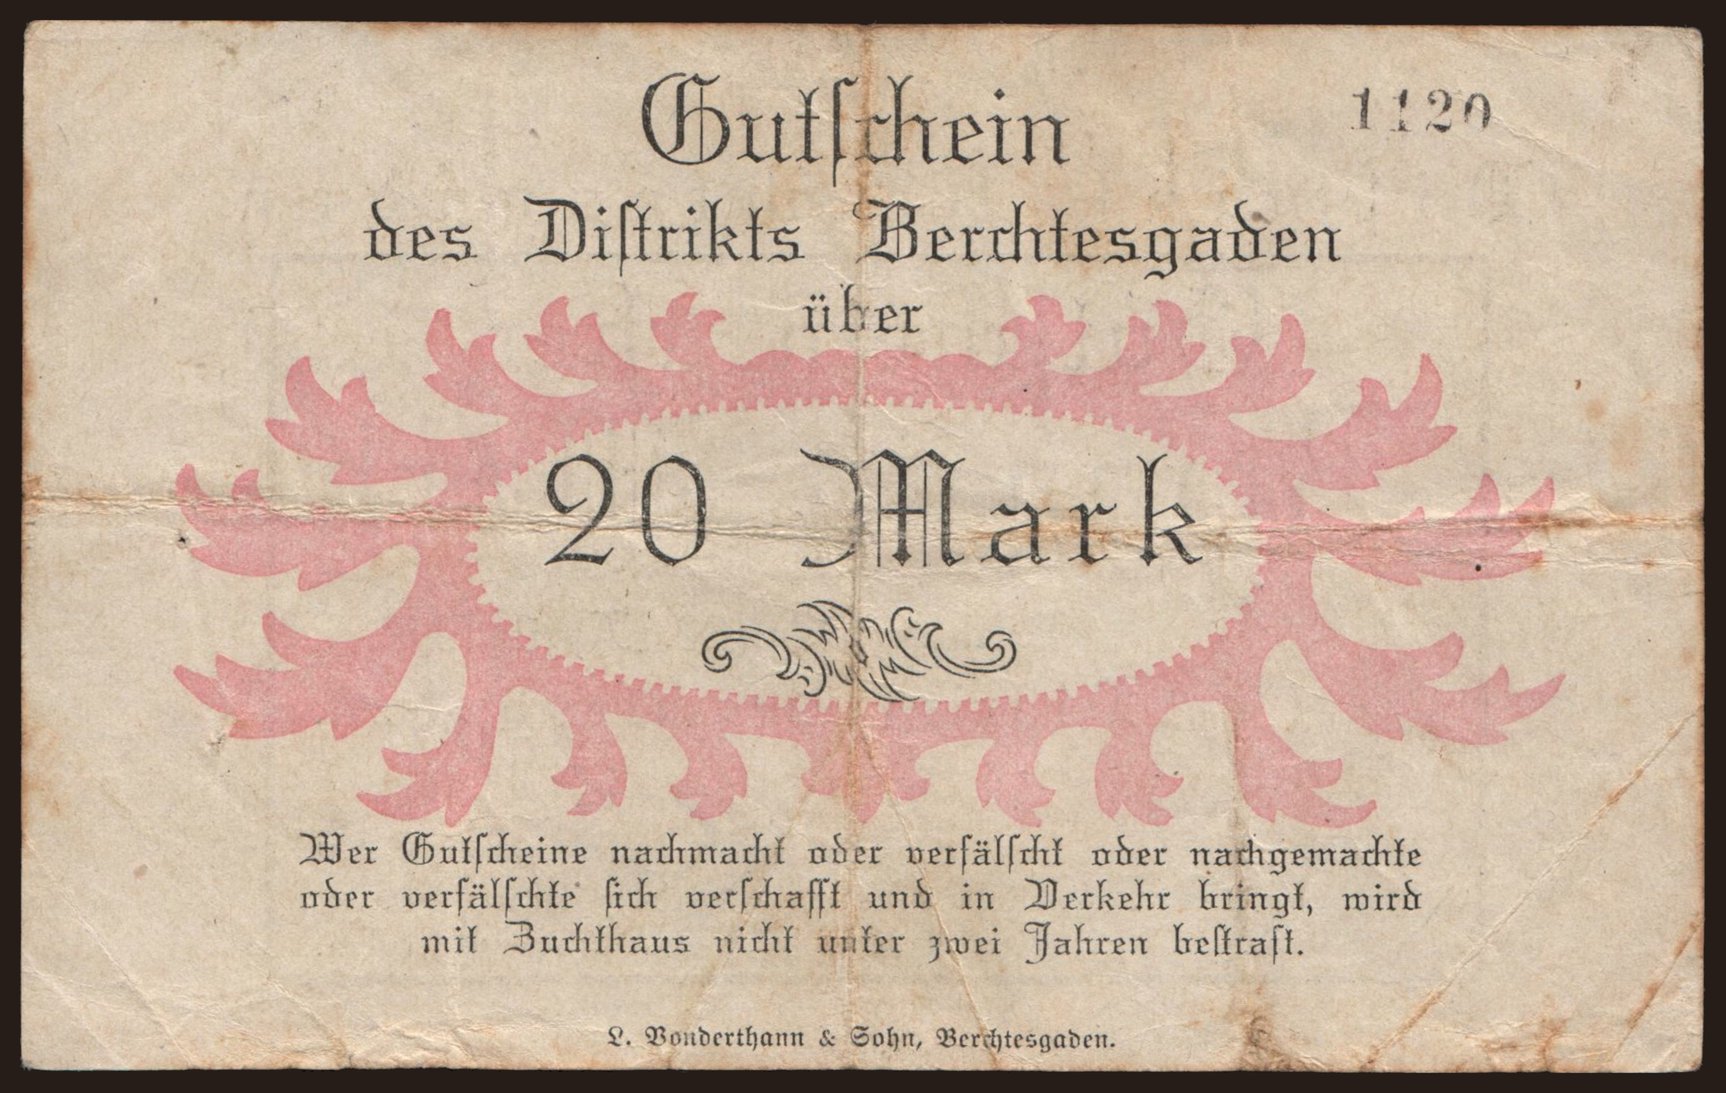 Gutschein
1120
des Distrikts Berchtesgaden
über
20 Mark
Wer Gutscheine nachmacht oder verfälscht oder nachgemachte
oder verfälschte sich verschafft und in Verkehr bringt, wird
mit Zuchthaus nicht unter zwei Jahren bestraft.
L. Vonderthann & Sohn, Berchtesgaden.